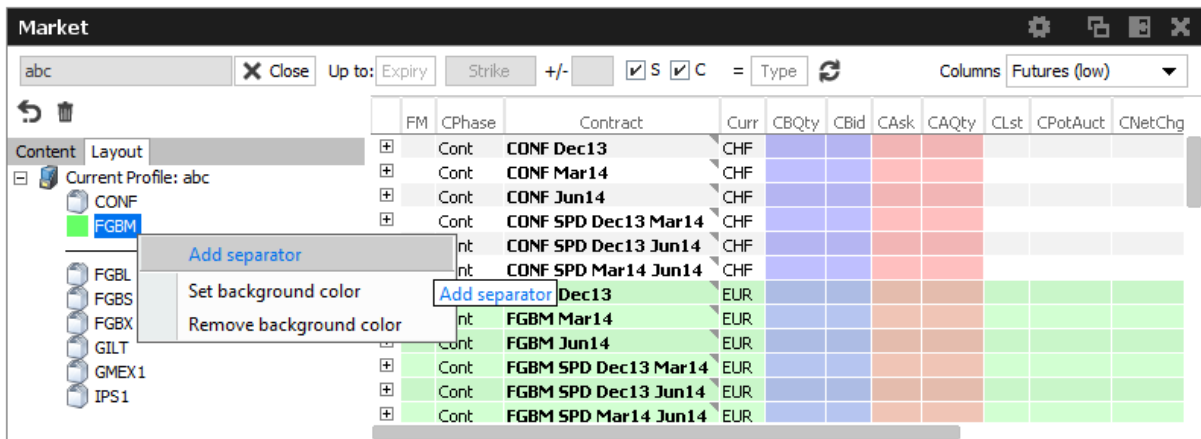 Market
abc Close Up to: Expiry Strike +/- S C = Type Columns Futures (low)
FM CPhase Contract Curr CBQty CBid CAsk CAQty CLst CPotAuct CNetChg
Content Layout
Current Profile: abc
CONF
FGBM
FGBL
FGBS
FGBX
GILT
GMEX1
IPS1
Add separator
Set background color
Remove background color
Add separator
Cont CONF Dec13 CHF
Cont CONF Mar14 CHF
Cont CONF Jun14 CHF
Cont CONF SPD Dec13 Mar14 CHF
nt CONF SPD Dec13 Jun14 CHF
nt CONF SPD Mar14 Jun14 CHF
Dec13 EUR
nt FGBM Mar14 EUR
Cont FGBM Jun14 EUR
Cont FGBM SPD Dec13 Mar14 EUR
Cont FGBM SPD Dec13 Jun14 EUR
Cont FGBM SPD Mar14 Jun14 EUR